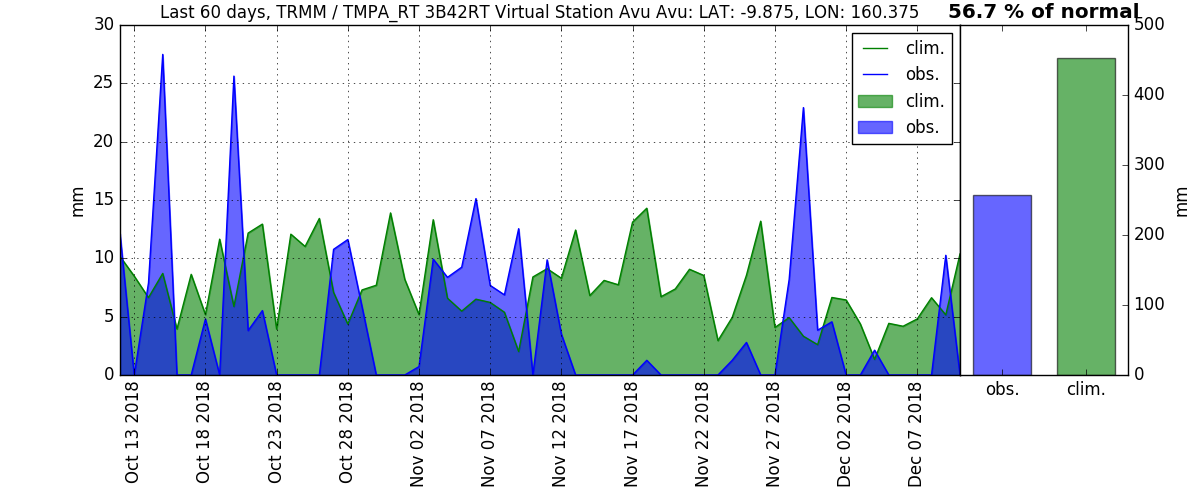 Last 60 days, TRMM / TMPA_RT 3B42RT Virtual Station Avu Avu: LAT: -9.875, LON: 160.375
56.7 % of normal
30
25
20
15
10
5
0
mm
clim.
obs.
clim.
obs.
500
400
300
200
100
0
mm
obs.
clim.
Oct 13 2018
Oct 18 2018
Oct 23 2018
Oct 28 2018
Nov 02 2018
Nov 07 2018
Nov 12 2018
Nov 17 2018
Nov 22 2018
Nov 27 2018
Dec 02 2018
Dec 07 2018